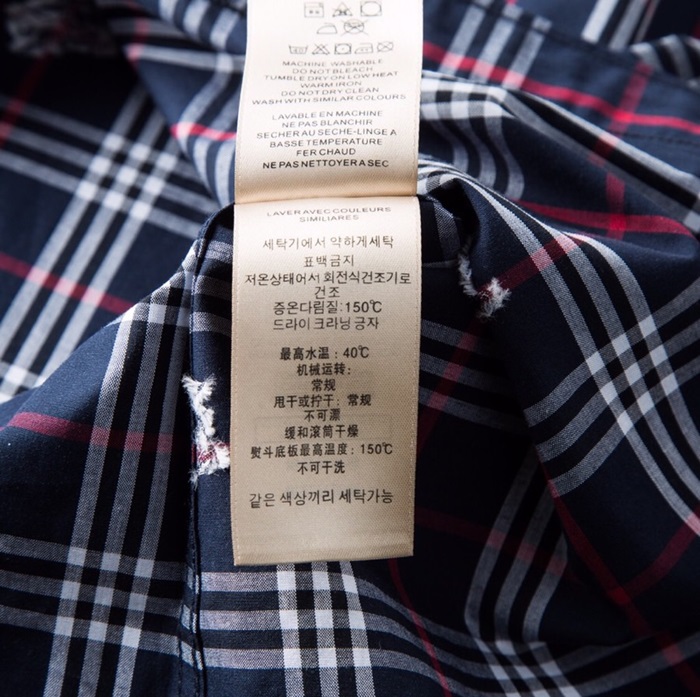 MACHINE WASHABLE
DO NOT BLEACH
TUMBLE DRY ON LOW HEAT
WARM IRON
DO NOT DRY CLEAN
WASH WITH SIMILAR COLOURS
LAVABLE EN MACHINE
NE PAS BLANCHIR
SECHER AU SECHE-LINGE A
BASSE TEMPERATURE
FER CHAUD
NE PAS NETTOYER A SEC
LAVER AVEC COULEURS
SIMILIARES
세탁기에서 약하게세탁
표백금지
저온상태어서 회전식건조기로
건조
중온다림질:150℃
드라이 크라닝 긍자
最高水温：40℃
机械运转：
常规
甩干或拧干：常规
不可漂
缓和滚筒干燥
熨斗底板最高温度：150℃
不可干洗
같은 색상끼리 세탁가능